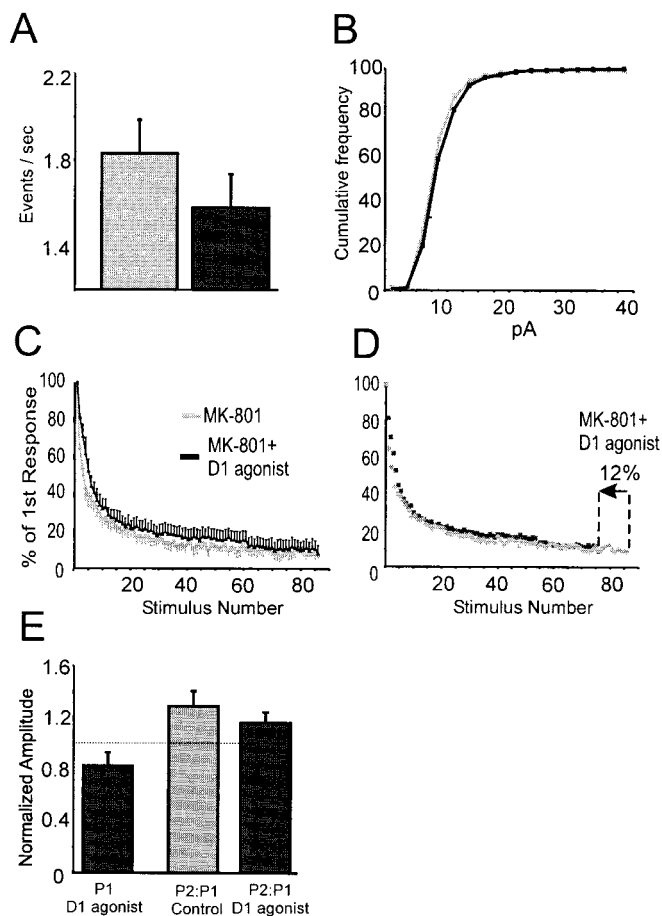 A
2.2
1.8
1.4
Events / sec
B
100
80
60
40
20
0
Cumulative frequency
0
10
20
30
40
pA
C
100
80
60
40
20
0
% of 1st Response
MK-801
MK-801+
D1 agonist
20
40
60
80
Stimulus Number
D
100
80
60
40
20
0
MK-801+
D1 agonist
12%
20
40
60
80
Stimulus Number
E
1.6
1.2
0.8
0.4
0
Normalized Amplitude
P1
D1 agonist
P2:P1
Control
P2:P1
D1 agonist